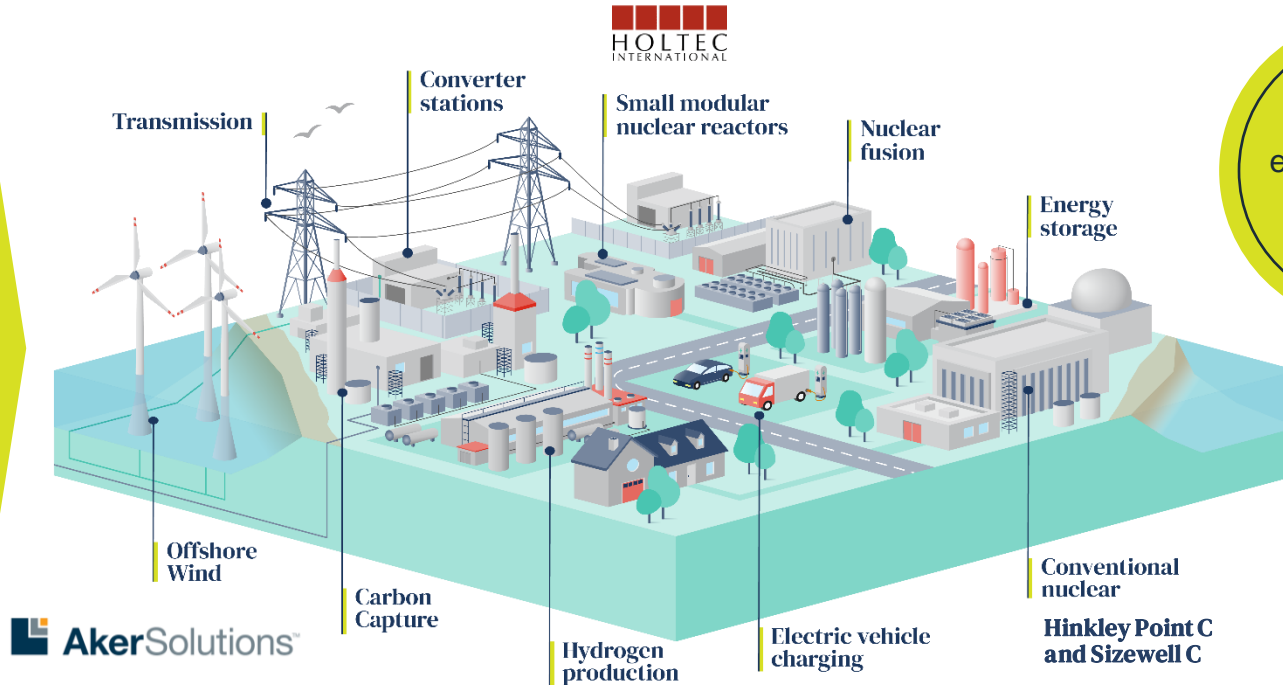 HOLTEC
INTERNATIONAL
Converter
stations
Small modular
nuclear reactors
Transmission
Nuclear
fusion
Energy
storage
Offshore
Wind
Carbon
Capture
Hydrogen
production
Electric vehicle
charging
Conventional
nuclear
Hinkley Point C
and Sizewell C
AkerSolutions™